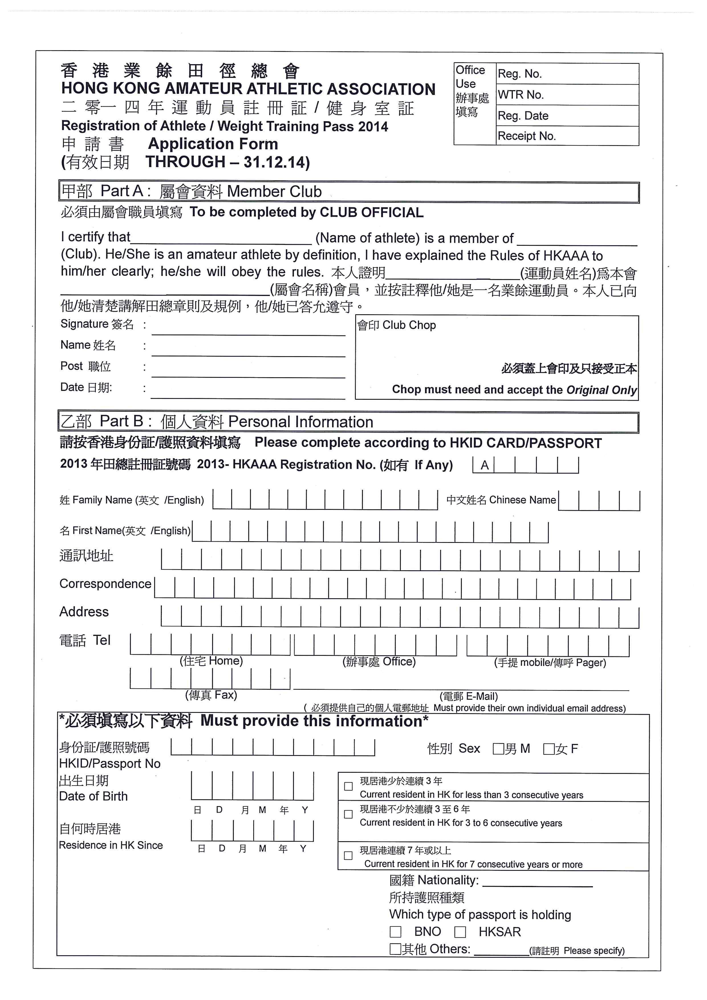 香港業餘田徑總會
HONG KONG AMATEUR ATHLETIC ASSOCIATION
二零一四年運動員註冊証/健身室証
Registration of Athlete / Weight Training Pass 2014
申請書 Application Form
(有效日期 THROUGH – 31.12.14)
Office
Use
辦事處
填寫
Reg. No.
WTR No.
Reg. Date
Receipt No.
甲部 Part A : 屬會資料 Member Club
必須由屬會職員填寫 To be completed by CLUB OFFICIAL
I certify that (Name of athlete) is a member of
(Club). He/She is an amateur athlete by definition, I have explained the Rules of HKAAA to
him/her clearly; he/she will obey the rules. 本人證明 (運動員姓名)爲本會
(屬會名稱)會員，並按註釋他/她是一名業餘運動員。本人已向
他/她清楚講解田總章則及規例，他/她已答允遵守。
Signature 簽名 :
Name 姓名 :
Post 職位 :
Date 日期: :
會印 Club Chop
必須蓋上會印及只接受正本
Chop must need and accept the Original Only
乙部 Part B : 個人資料 Personal Information
請按香港身份証/護照資料填寫 Please complete according to HKID CARD/PASSPORT
2013 年田總註冊証號碼 2013- HKAAA Registration No. (如有 If Any) A
姓 Family Name (英文 /English) 中文姓名 Chinese Name
名 First Name(英文 /English)
通訊地址
Correspondence
Address
電話 Tel
(住宅 Home) (辦事處 Office) (手提 mobile/傳呼 Pager)
(傳真 Fax) (電郵 E-Mail)
( 必須提供自己的個人電郵地址 Must provide their own individual email address)
*必須填寫以下資料 Must provide this information*
身份証/護照號碼 性別 Sex □男 M □女 F
HKID/Passport No
出生日期
Date of Birth
日 D 月 M 年 Y
自何時居港
Residence in HK Since
日 D 月 M 年 Y
□ 現居港少於連續 3 年
Current resident in HK for less than 3 consecutive years
□ 現居港不少於連續 3 至 6 年
Current resident in HK for 3 to 6 consecutive years
□ 現居港連續 7 年或以上
Current resident in HK for 7 consecutive years or more
國籍 Nationality:
所持護照種類
Which type of passport is holding
□ BNO □ HKSAR
□其他 Others: (請註明 Please specify)